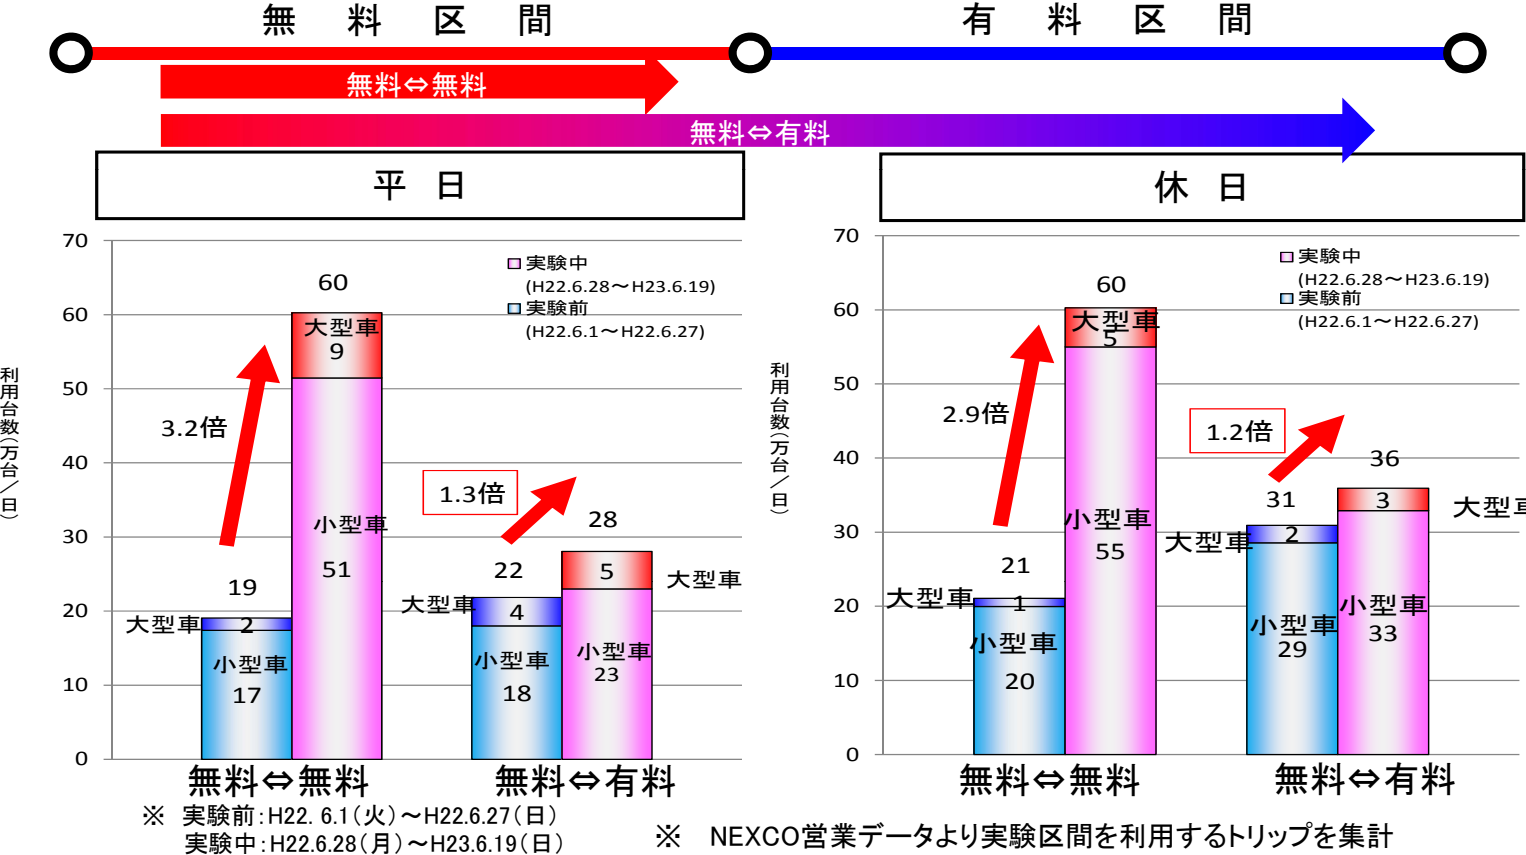 無料区間
有料区間
無料⇔無料
無料⇔有料
平日
利用台数(万台/日)
70
60
50
40
30
20
10
0
実験中
(H22.6.28～H23.6.19)
実験前
(H22.6.1～H22.6.27)
60
大型車
9
3.2倍
小型車
51
19
大型車
2
小型車
17
1.3倍
28
22
5
大型車
大型車
4
小型車
23
小型車
18
無料⇔無料
無料⇔有料
休日
利用台数(万台/日)
70
60
50
40
30
20
10
0
実験中
(H22.6.28～H23.6.19)
実験前
(H22.6.1～H22.6.27)
60
大型車
5
2.9倍
小型車
55
21
大型車
1
小型車
20
1.2倍
36
31
3
大型車
大型車
2
小型車
33
小型車
29
無料⇔無料
無料⇔有料
※ 実験前:H22. 6.1(火)～H22.6.27(日)
実験中:H22.6.28(月)～H23.6.19(日)
※ NEXCO営業データより実験区間を利用するトリップを集計